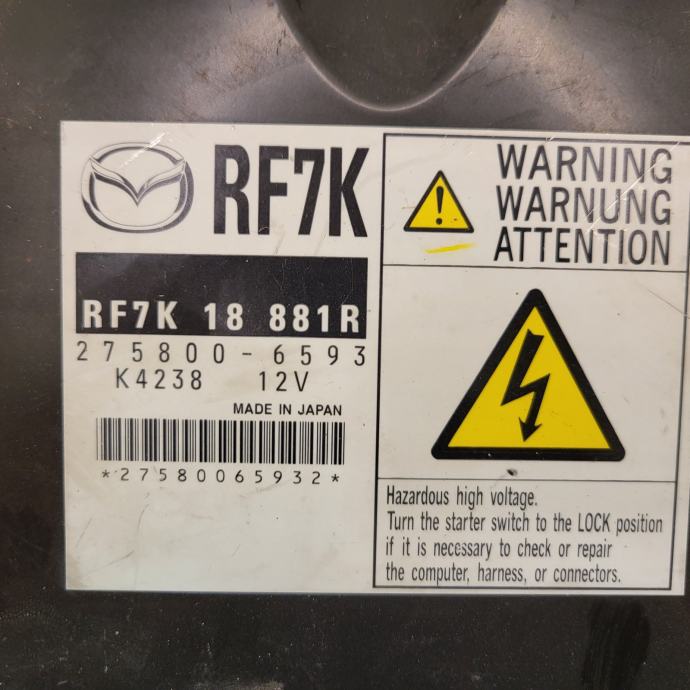 RF7K
RF7K 18 881R
275800-6593
K4238 12V
MADE IN JAPAN
*27580065932*
WARNING
WARNUNG
ATTENTION
Hazardous high voltage.
Turn the starter switch to the LOCK position
if it is necessary to check or repair
the computer, harness, or connectors.